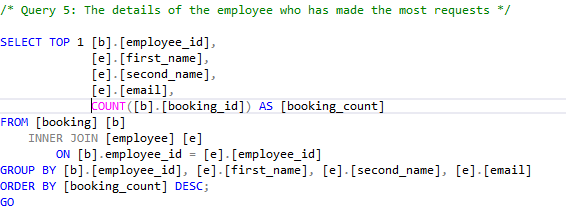 /* Query 5: The details of the employee who has made the most requests */
SELECT TOP 1 [b].[employee_id],
[e].[first_name],
[e].[second_name],
[e].[email],
COUNT([b].[booking_id]) AS [booking_count]
FROM [booking] [b]
INNER JOIN [employee] [e]
ON [b].employee_id = [e].[employee_id]
GROUP BY [b].[employee_id], [e].[first_name], [e].[second_name], [e].[email]
ORDER BY [booking_count] DESC;
GO